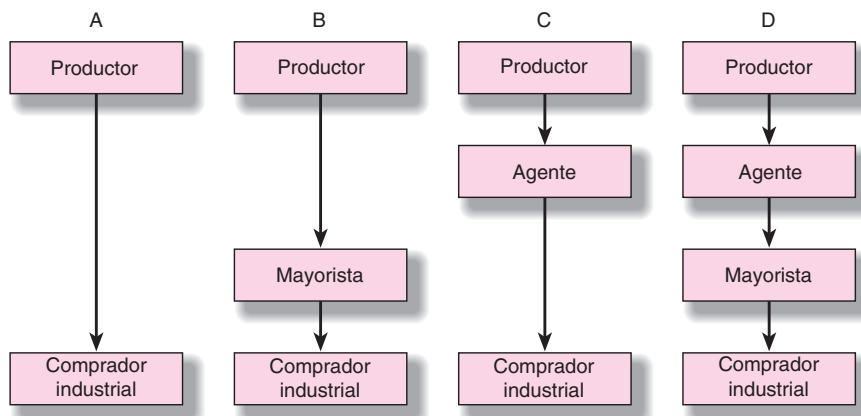 A
B
C
D
Productor
Productor
Productor
Productor
Agente
Agente
Mayorista
Mayorista
Comprador
industrial
Comprador
industrial
Comprador
industrial
Comprador
industrial